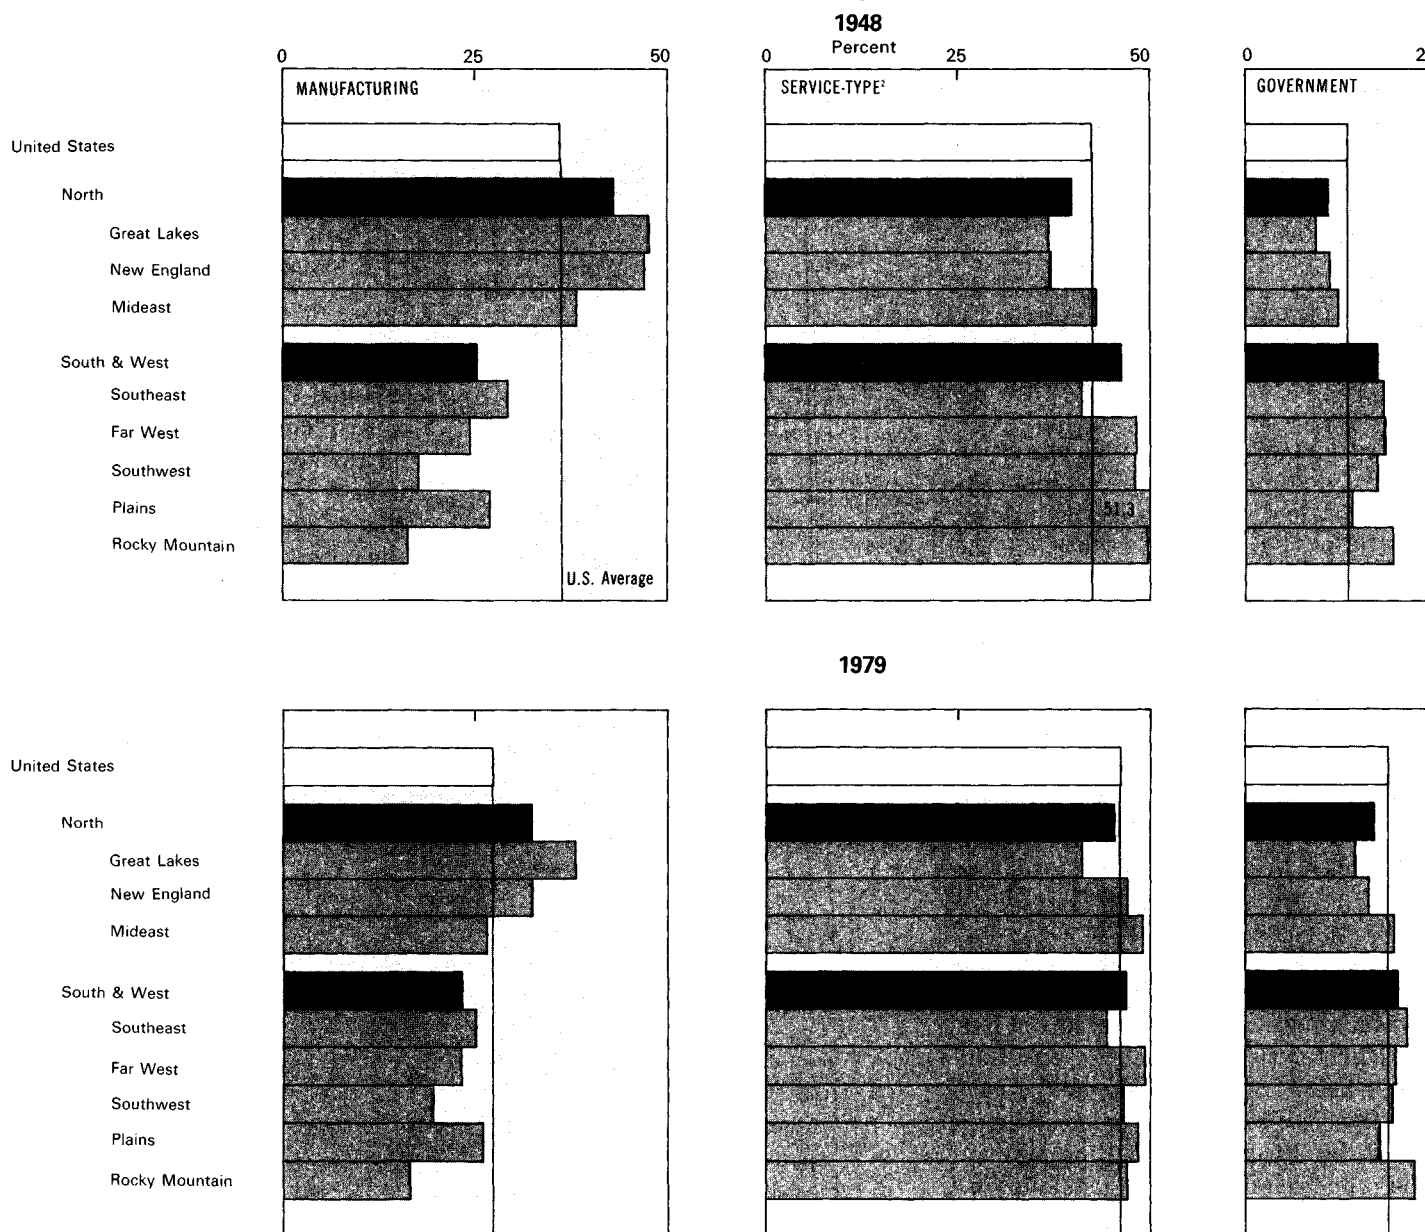 1948
Percent
0 25 50 0 25 50 0 2
MANUFACTURING SERVICE-TYPE² GOVERNMENT
United States
North
Great Lakes
New England
Mideast
South & West
Southeast
Far West
Southwest
Plains 51.3
Rocky Mountain
U.S. Average
1979
United States
North
Great Lakes
New England
Mideast
South & West
Southeast
Far West
Southwest
Plains
Rocky Mountain